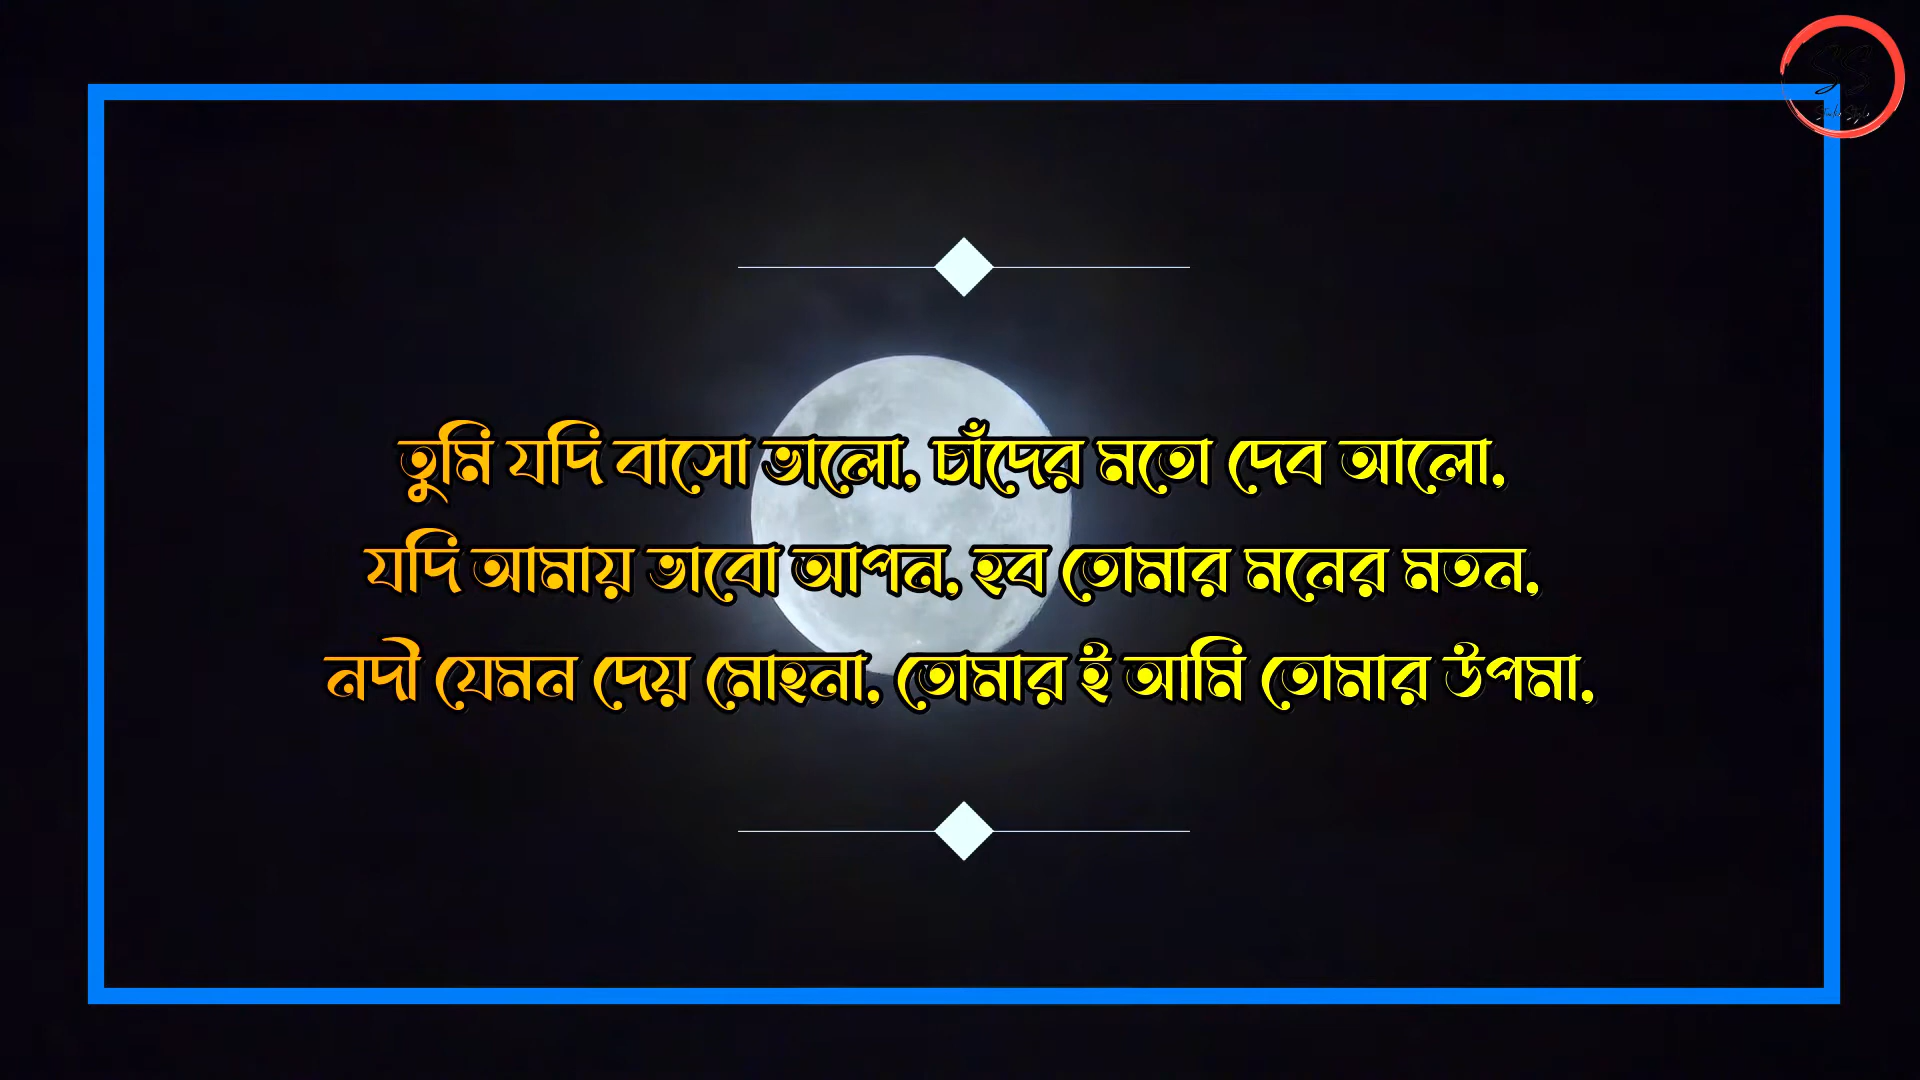 তুমি যদি বাসো ভালো, চাঁদের মতো দেব আলো,
যদি আমায় ভাবো আপন, হব তোমার মনের মতন,
নদী যেমন দেয় মোহনা, তোমার ই আমি তোমার উপমা,